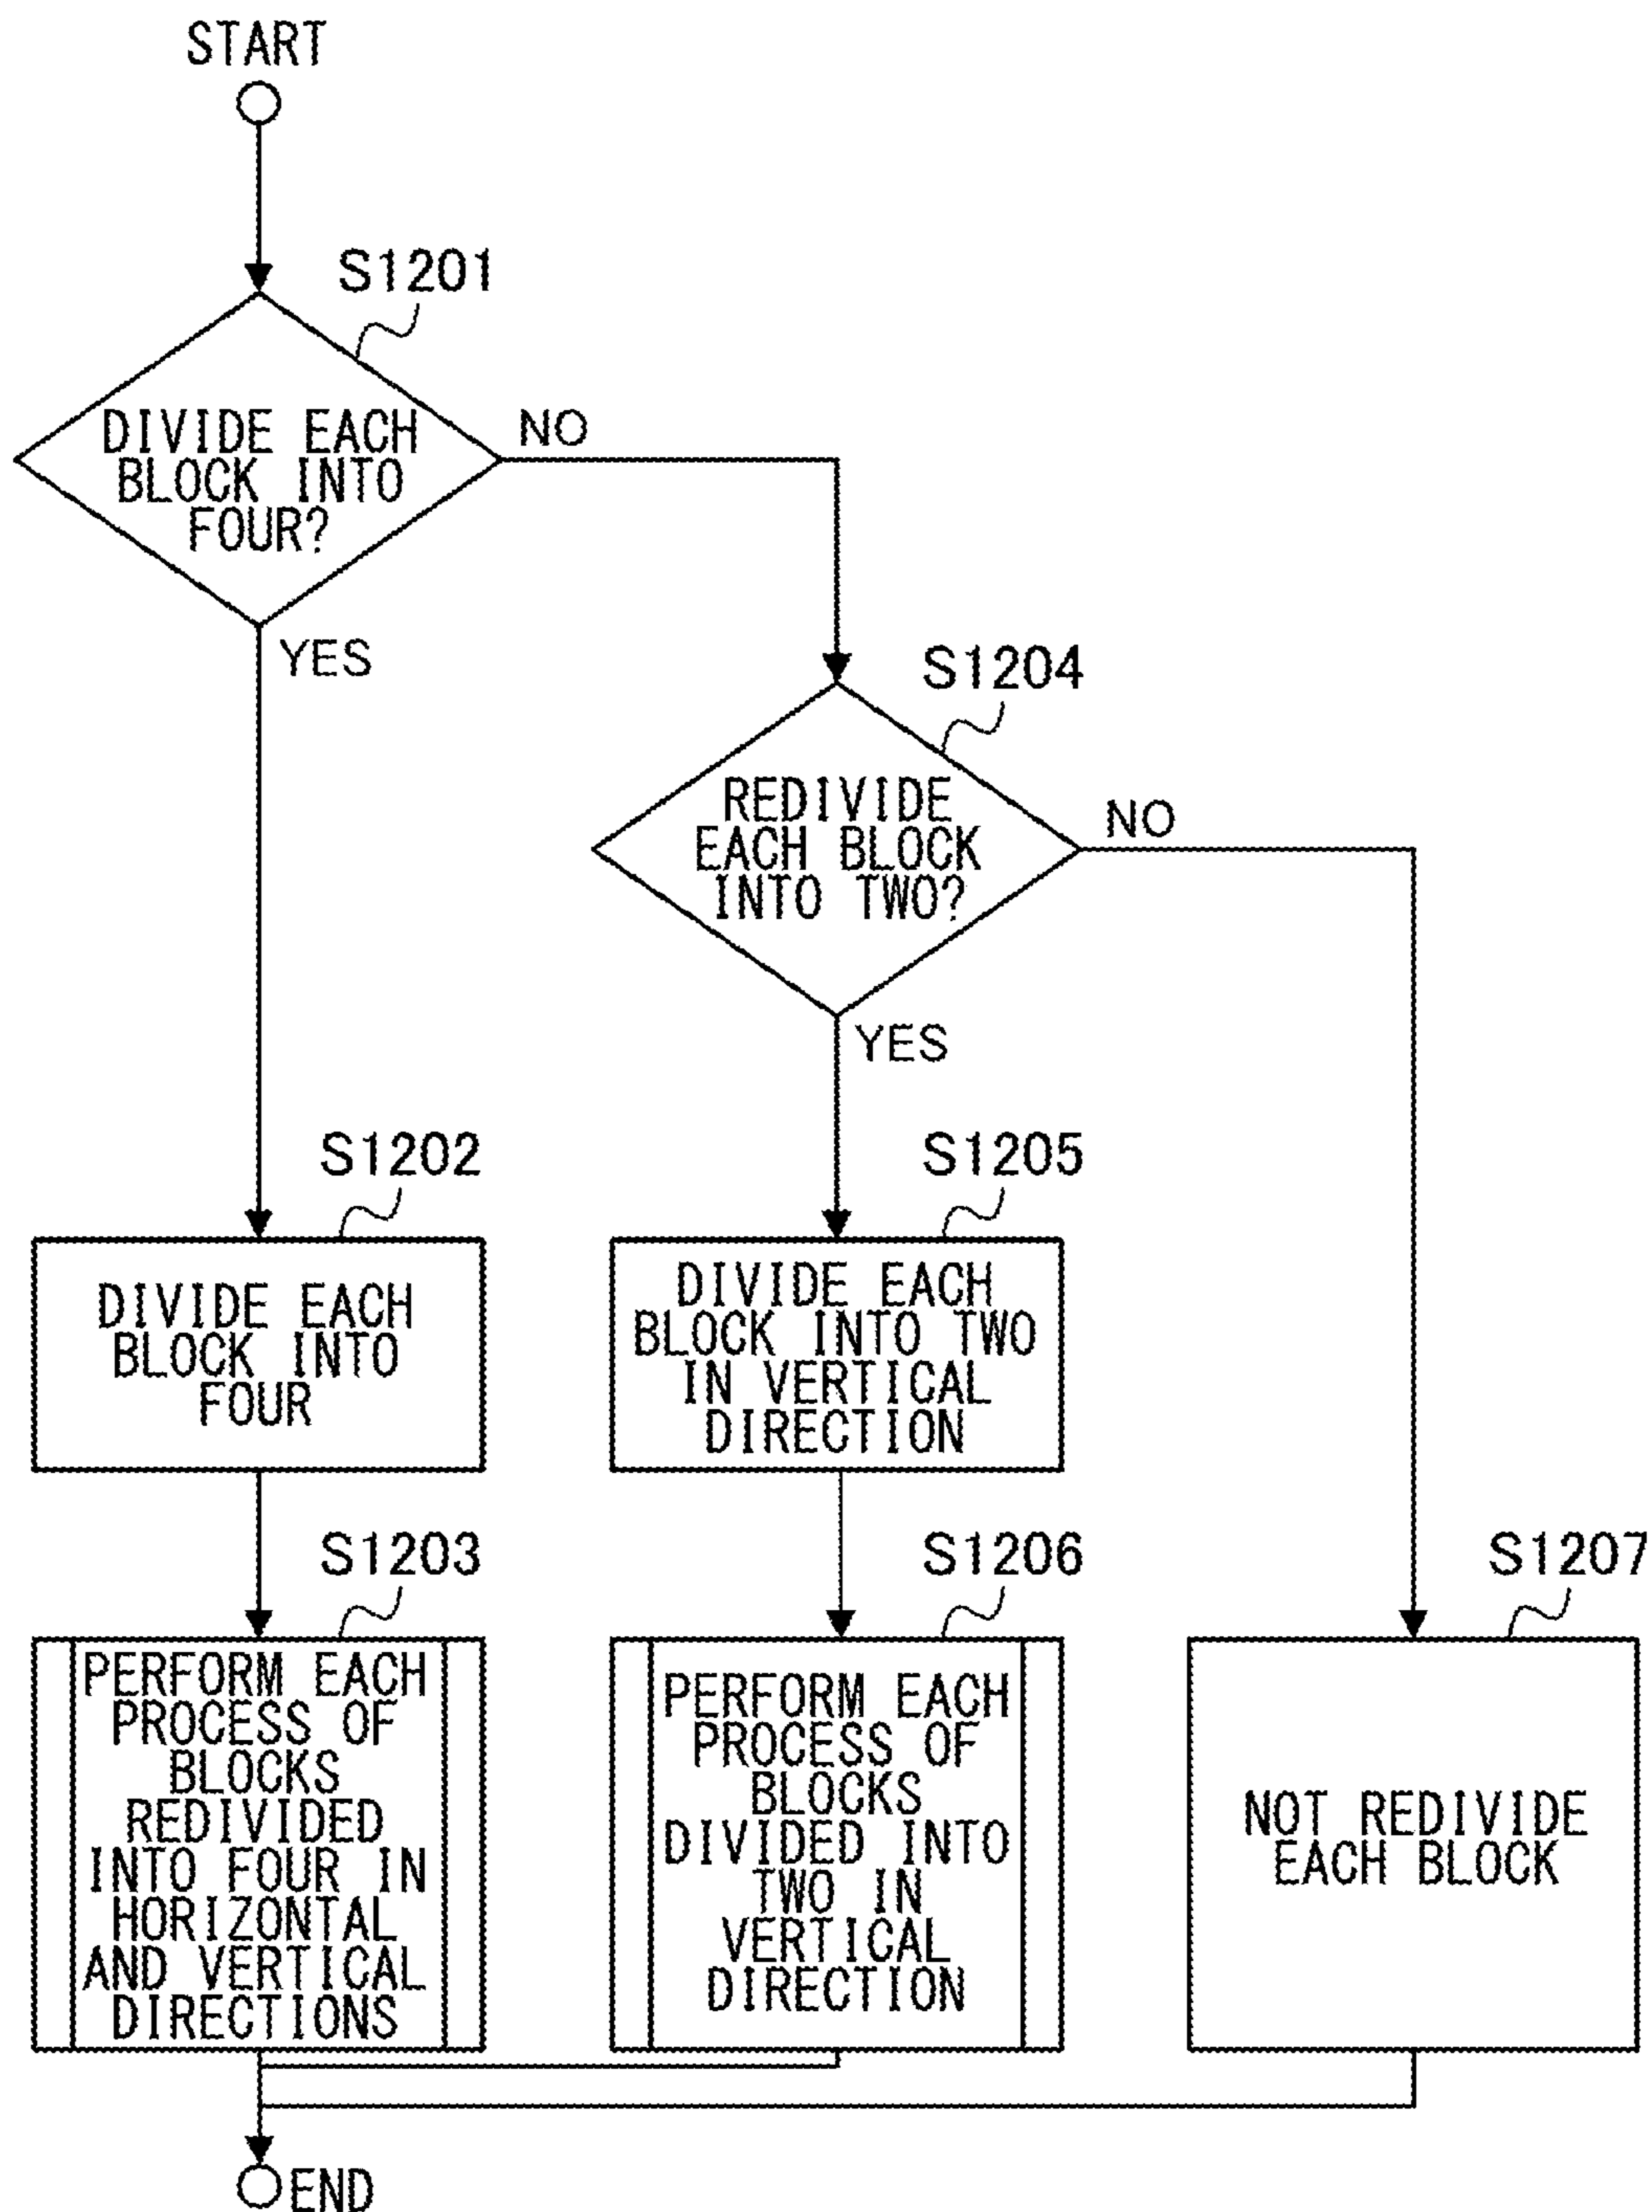 START
S1201
DIVIDE EACH
BLOCK INTO
FOUR?
NO
YES
S1204
REDIVIDE
EACH BLOCK
INTO TWO?
NO
YES
S1202
DIVIDE EACH
BLOCK INTO
FOUR
S1205
DIVIDE EACH
BLOCK INTO TWO
IN VERTICAL
DIRECTION
S1203
PERFORM EACH
PROCESS OF
BLOCKS
REDIVIDED
INTO FOUR IN
HORIZONTAL
AND VERTICAL
DIRECTIONS
S1206
PERFORM EACH
PROCESS OF
BLOCKS
DIVIDED INTO
TWO IN
VERTICAL
DIRECTION
S1207
NOT REDIVIDE
EACH BLOCK
END